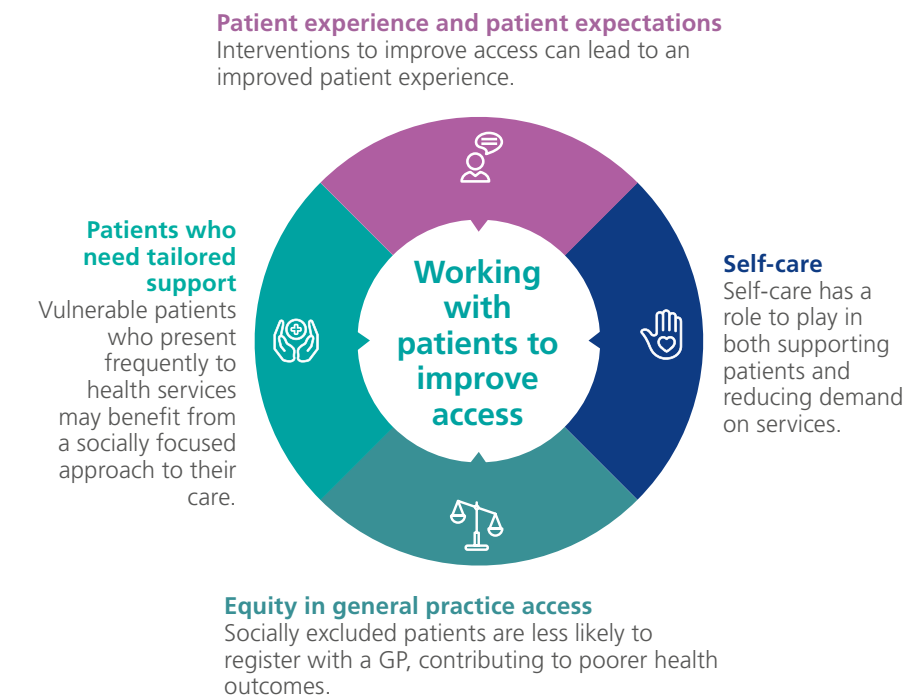 Patient experience and patient expectations
Interventions to improve access can lead to an
improved patient experience.
Patients who
need tailored
support
Vulnerable patients
who present
frequently to
health services
may benefit from
a socially focused
approach to their
care.
Working
with
patients to
improve
access
Self-care
Self-care has a
role to play in
both supporting
patients and
reducing demand
on services.
Equity in general practice access
Socially excluded patients are less likely to
register with a GP, contributing to poorer health
outcomes.